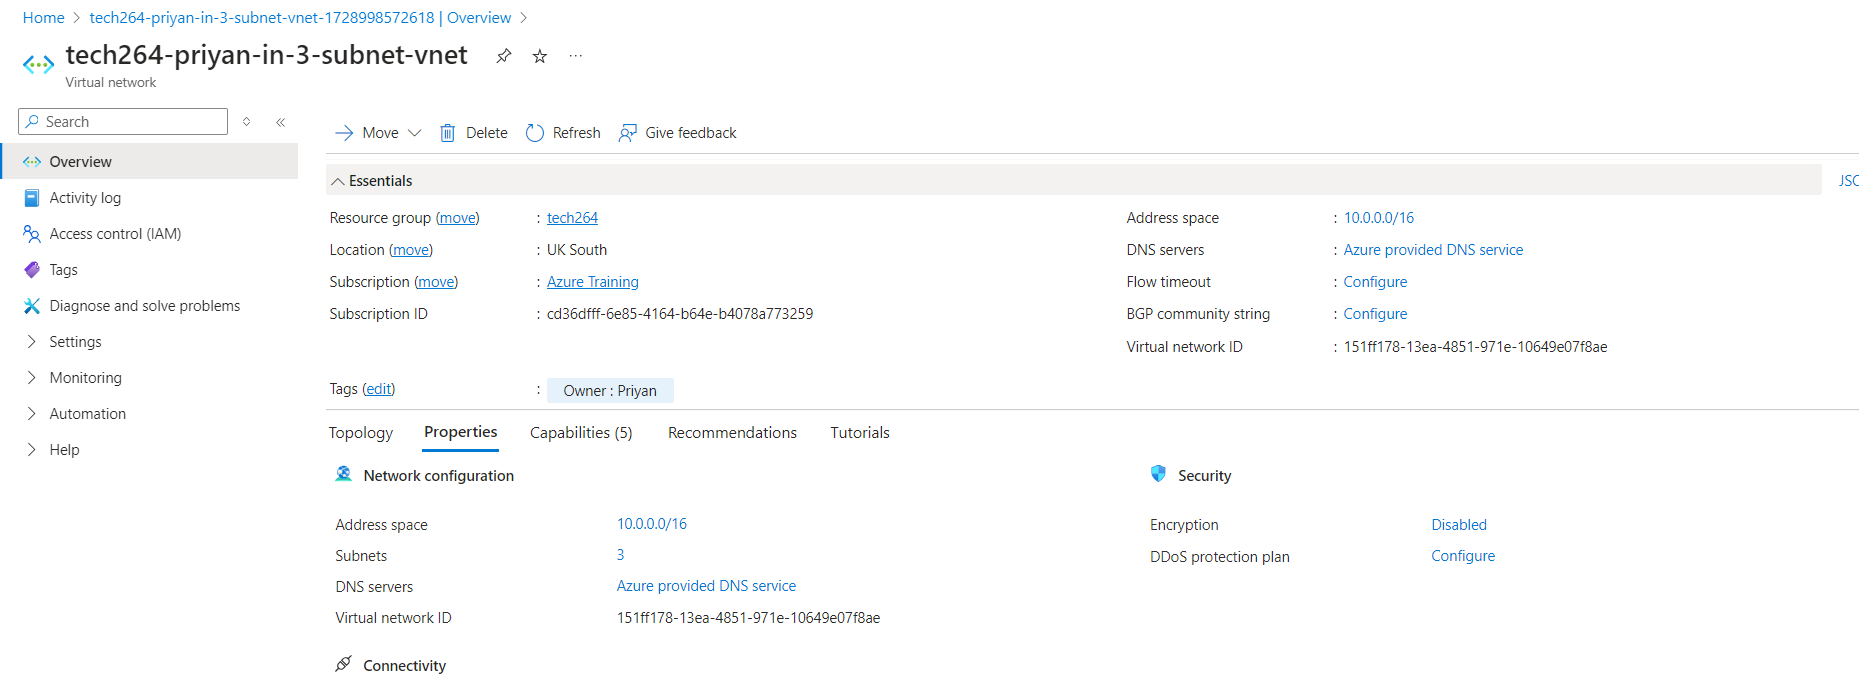 Home > tech264-priyan-in-3-subnet-vnet-1728998572618 | Overview >
tech264-priyan-in-3-subnet-vnet
Virtual network
Search
Overview
Activity log
Access control (IAM)
Tags
Diagnose and solve problems
Settings
Monitoring
Automation
Help
Move
Delete
Refresh
Give feedback
Essentials
Resource group (move) : tech264
Location (move) : UK South
Subscription (move) : Azure Training
Subscription ID : cd36dfff-6e85-4164-b64e-b4078a773259
Address space : 10.0.0.0/16
DNS servers : Azure provided DNS service
Flow timeout : Configure
BGP community string : Configure
Virtual network ID : 151ff178-13ea-4851-971e-10649e07f8ae
Tags (edit) : Owner : Priyan
Topology
Properties
Capabilities (5)
Recommendations
Tutorials
Network configuration
Address space 10.0.0.0/16
Subnets 3
DNS servers Azure provided DNS service
Virtual network ID 151ff178-13ea-4851-971e-10649e07f8ae
Security
Encryption Disabled
DDoS protection plan Configure
Connectivity